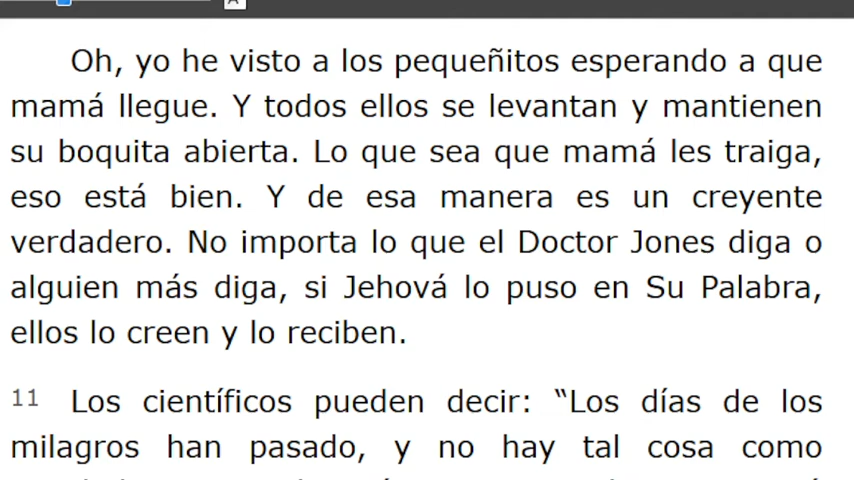 Oh, yo he visto a los pequeñitos esperando a que
mamá llegue. Y todos ellos se levantan y mantienen
su boquita abierta. Lo que sea que mamá les traiga,
eso está bien. Y de esa manera es un creyente
verdadero. No importa lo que el Doctor Jones diga o
alguien más diga, si Jehová lo puso en Su Palabra,
ellos lo creen y lo reciben.
11 Los científicos pueden decir: “Los días de los
milagros han pasado, y no hay tal cosa como